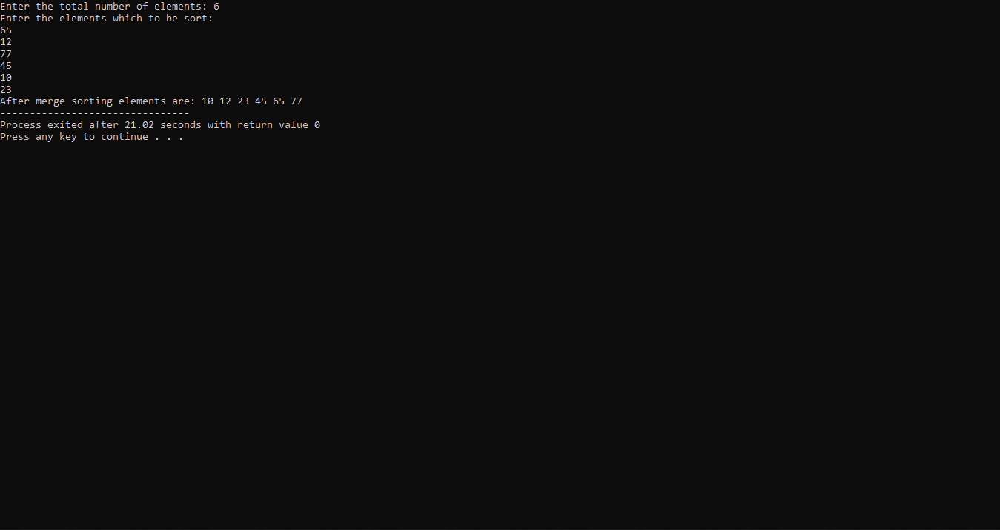 Enter the total number of elements: 6
Enter the elements which to be sort:
65
12
77
45
10
23
After merge sorting elements are: 10 12 23 45 65 77
--------------------------------
Process exited after 21.02 seconds with return value 0
Press any key to continue . . .